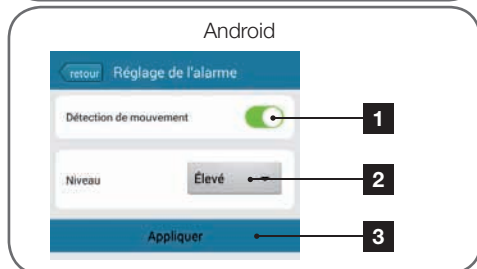 Android
retour Réglage de l'alarme
Détection de mouvement
1
Niveau Élevé
2
Appliquer
3